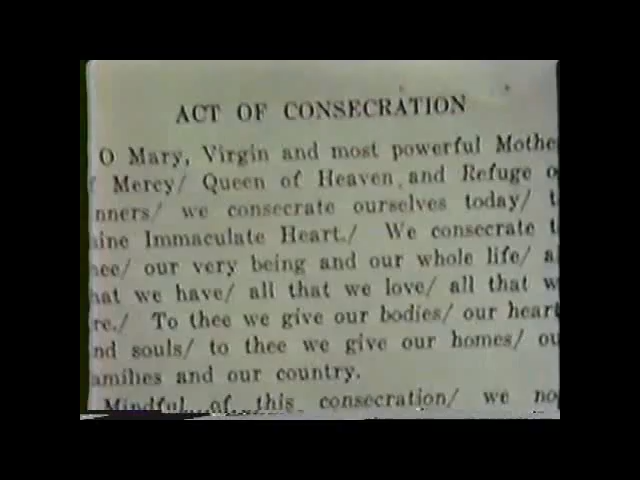 ACT OF CONSECRATION
O Mary, Virgin and most powerful Mothe
f Mercy/ Queen of Heaven and Refuge o
nners/ we consecrate ourselves today/ t
ine Immaculate Heart./ We consecrate t
ee/ our very being and our whole life/ a
hat we have/ all that we love/ all that w
re./ To thee we give our bodies/ our heart
nd souls/ to thee we give our homes/ ou
amilies and our country.
Mindful of this consecration/ we no